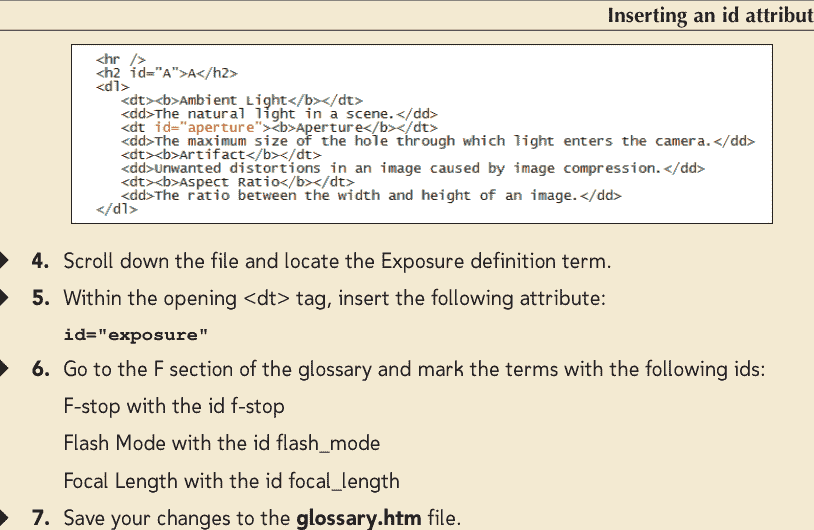 Inserting an id attribut
<hr />
<h2 id="A">A</h2>
<dl>
<dt><b>Ambient Light</b></dt>
<dd>The natural light in a scene.</dd>
<dt id="aperture"><b>Aperture</b></dt>
<dd>The maximum size of the hole through which light enters the camera.</dd>
<dt><b>Artifact</b></dt>
<dd>Unwanted distortions in an image caused by image compression.</dd>
<dt><b>Aspect Ratio</b></dt>
<dd>The ratio between the width and height of an image.</dd>
</dl>
4. Scroll down the file and locate the Exposure definition term.
5. Within the opening <dt> tag, insert the following attribute:
id="exposure"
6. Go to the F section of the glossary and mark the terms with the following ids:
F-stop with the id f-stop
Flash Mode with the id flash_mode
Focal Length with the id focal_length
7. Save your changes to the glossary.htm file.